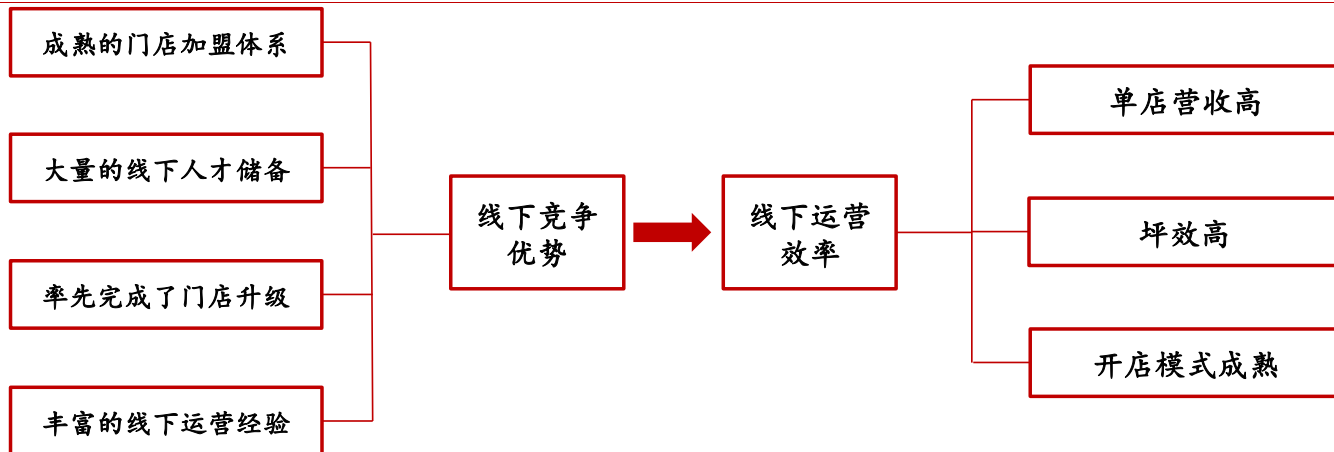 成熟的门店加盟体系
大量的线下人才储备
率先完成了门店升级
丰富的线下运营经验
线下竞争
优势
线下运营
效率
单店营收高
坪效高
开店模式成熟